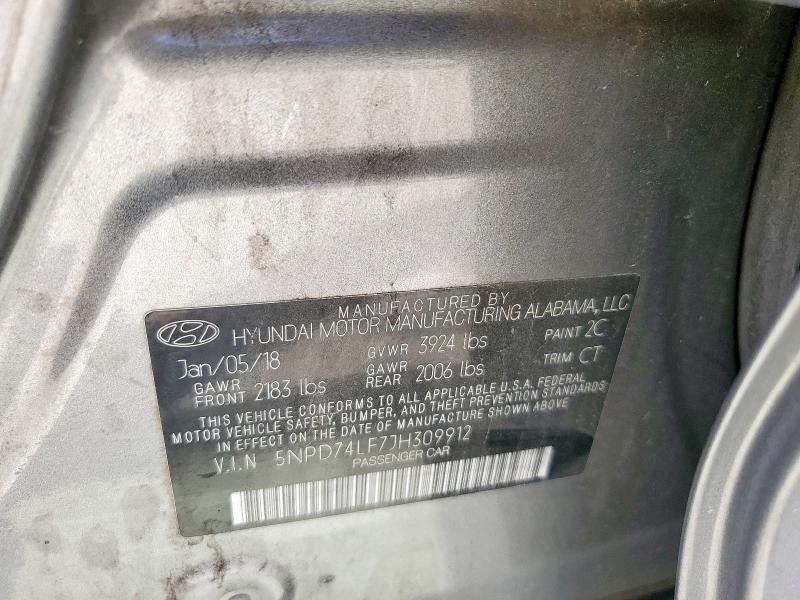 MANUFACTURED BY
HYUNDAI MOTOR MANUFACTURING ALABAMA, LLC
Jan/05/18 GVWR 3924 lbs PAINT 2C
GAWR FRONT 2183 lbs GAWR REAR 2006 lbs TRIM CT
THIS VEHICLE CONFORMS TO ALL APPLICABLE U.S.A. FEDERAL
MOTOR VEHICLE SAFETY, BUMPER, AND THEFT PREVENTION STANDARDS
IN EFFECT ON THE DATE OF MANUFACTURE SHOWN ABOVE
V.I.N 5NPD74LF7JH309912
PASSENGER CAR